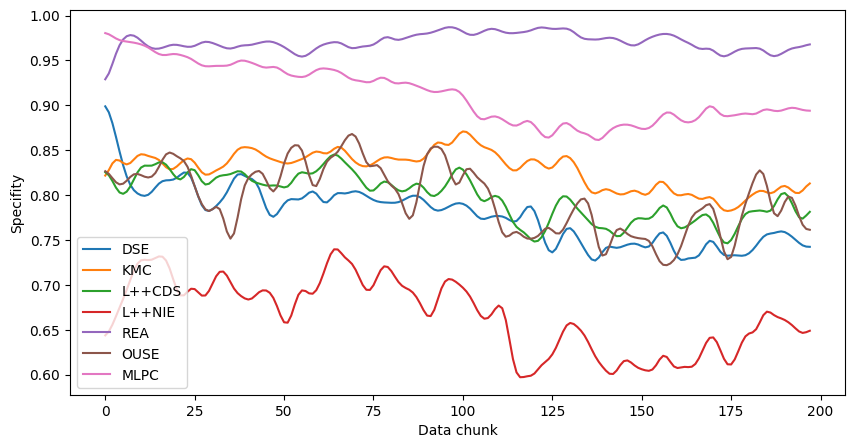 1.00
0.95
0.90
0.85
0.80
0.75
0.70
0.65
0.60
Specifity
DSE
KMC
L++CDS
L++NIE
REA
OUSE
MLPC
0
25
50
75
100
125
150
175
200
Data chunk